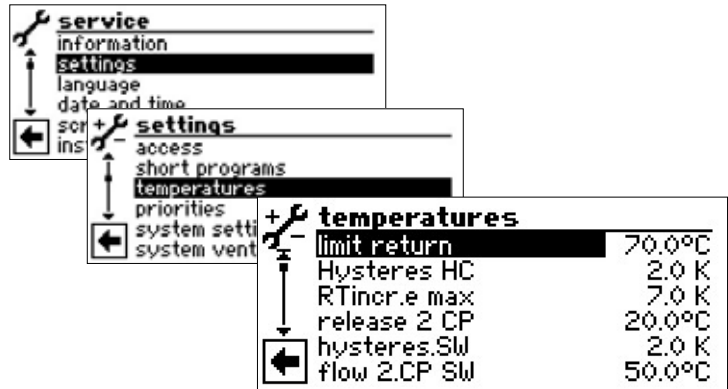 service
information
settings
language
date and time
settings
access
short programs
temperatures
priorities
temperatures
limit return 70.0°C
Hysteres HC 2.0 K
RTincr.e max 7.0 K
release 2 CP 20.0°C
hysteres.SW 2.0 K
flow 2.CP SW 50.0°C